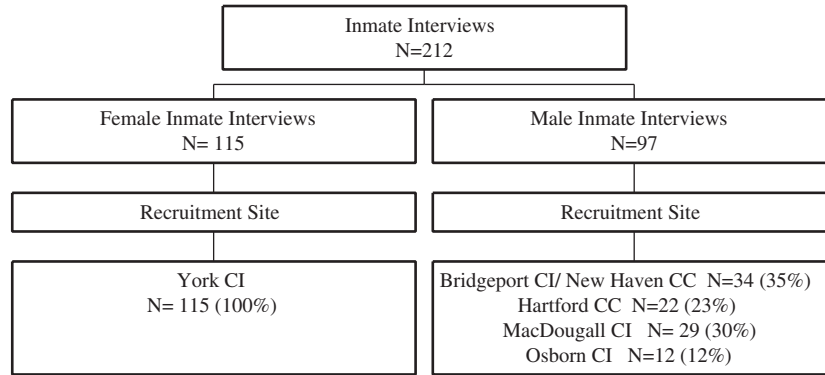 Inmate Interviews
N=212
Female Inmate Interviews
N= 115
Male Inmate Interviews
N=97
Recruitment Site
Recruitment Site
York CI
N= 115 (100%)
Bridgeport CI/ New Haven CC N=34 (35%)
Hartford CC N=22 (23%)
MacDougall CI N= 29 (30%)
Osborn CI N=12 (12%)